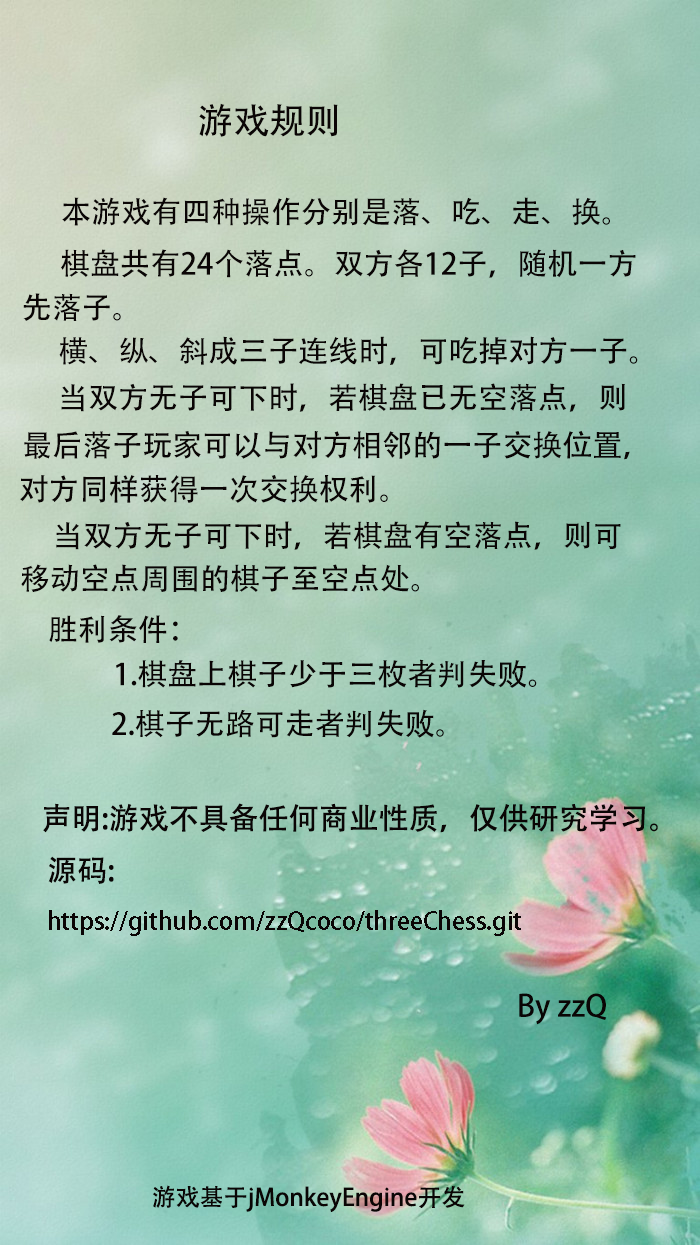 游戏规则
本游戏有四种操作分别是落、吃、走、换。
棋盘共有24个落点。双方各12子，随机一方
先落子。
横、纵、斜成三子连线时，可吃掉对方一子。
当双方无子可下时，若棋盘已无空落点，则
最后落子玩家可以与对方相邻的一子交换位置，
对方同样获得一次交换权利。
当双方无子可下时，若棋盘有空落点，则可
移动空点周围的棋子至空点处。
胜利条件：
1.棋盘上棋子少于三枚者判失败。
2.棋子无路可走者判失败。
声明:游戏不具备任何商业性质，仅供研究学习。
源码:
https://github.com/zzQcoco/threeChess.git
By zzQ
游戏基于jMonkeyEngine开发